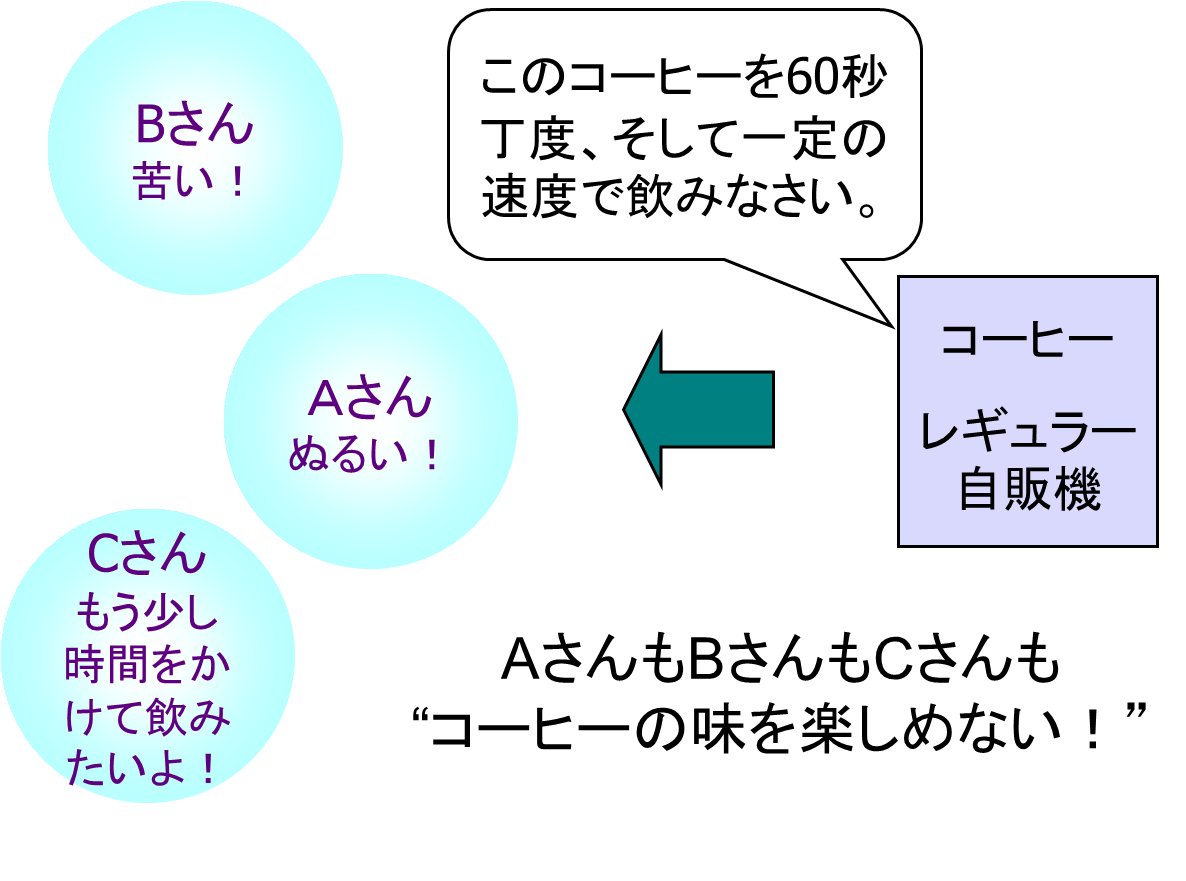 Bさん
苦い！
このコーヒーを60秒
丁度、そして一定の
速度で飲みなさい。
Aさん
ぬるい！
コーヒー
レギュラー
自販機
Cさん
もう少し
時間をか
けて飲み
たいよ！
AさんもBさんもCさんも
“コーヒーの味を楽しめない！”